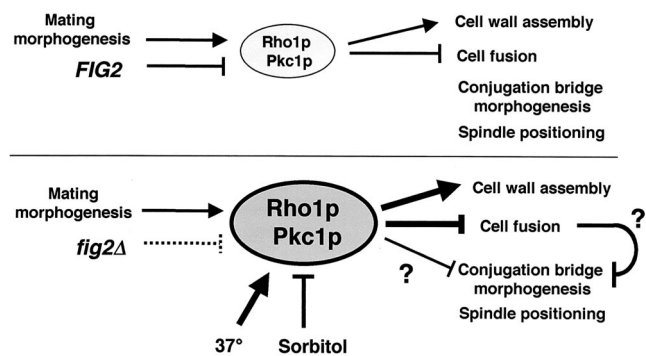 Mating
morphogenesis
FIG2
Rho1p
Pkc1p
Cell wall assembly
Cell fusion
Conjugation bridge
morphogenesis
Spindle positioning
Mating
morphogenesis
fig2Δ
Rho1p
Pkc1p
Cell wall assembly
Cell fusion
?
?
Conjugation bridge
morphogenesis
Spindle positioning
37°
Sorbitol